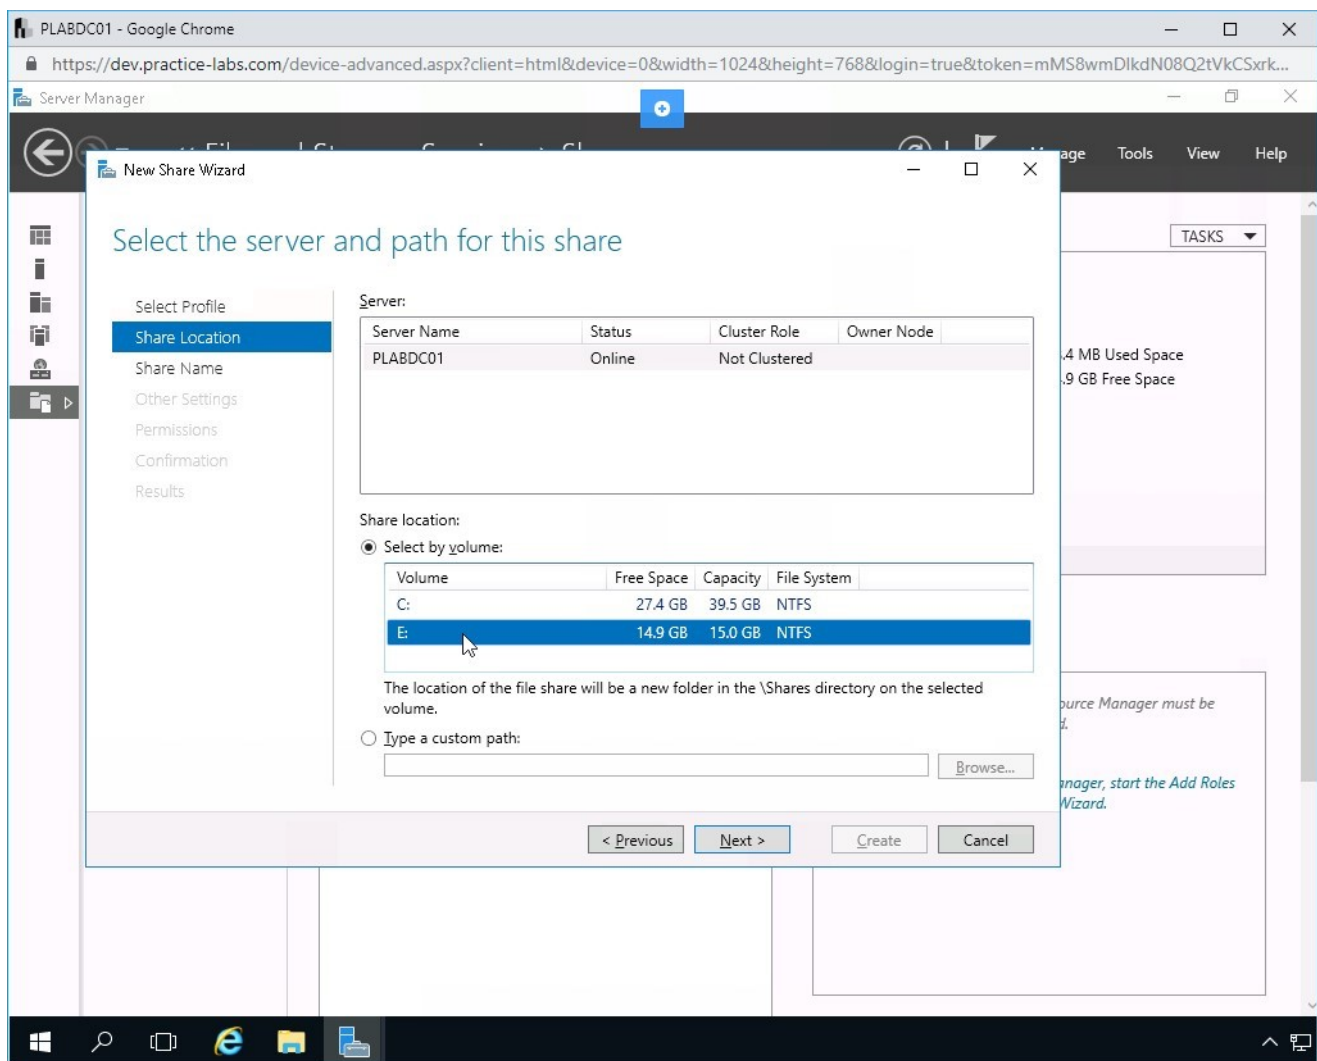 PLABDC01 - Google Chrome
https://dev.practice-labs.com/device-advanced.aspx?client=html&device=0&width=1024&height=768&login=true&token=mMS8wmDlkdN08Q2tVkCSxrk...
Server Manager
Tools View Help
New Share Wizard
TASKS
Select the server and path for this share
Select Profile
Share Location
Share Name
Other Settings
Permissions
Confirmation
Results
Server:
Server Name Status Cluster Role Owner Node
PLABDC01 Online Not Clustered
.4 MB Used Space
.9 GB Free Space
Share location:
Select by volume:
Volume Free Space Capacity File System
C: 27.4 GB 39.5 GB NTFS
E: 14.9 GB 15.0 GB NTFS
The location of the file share will be a new folder in the \Shares directory on the selected
volume.
Type a custom path:
Browse...
Manager must be
start the Add Roles
Wizard.
< Previous Next > Create Cancel